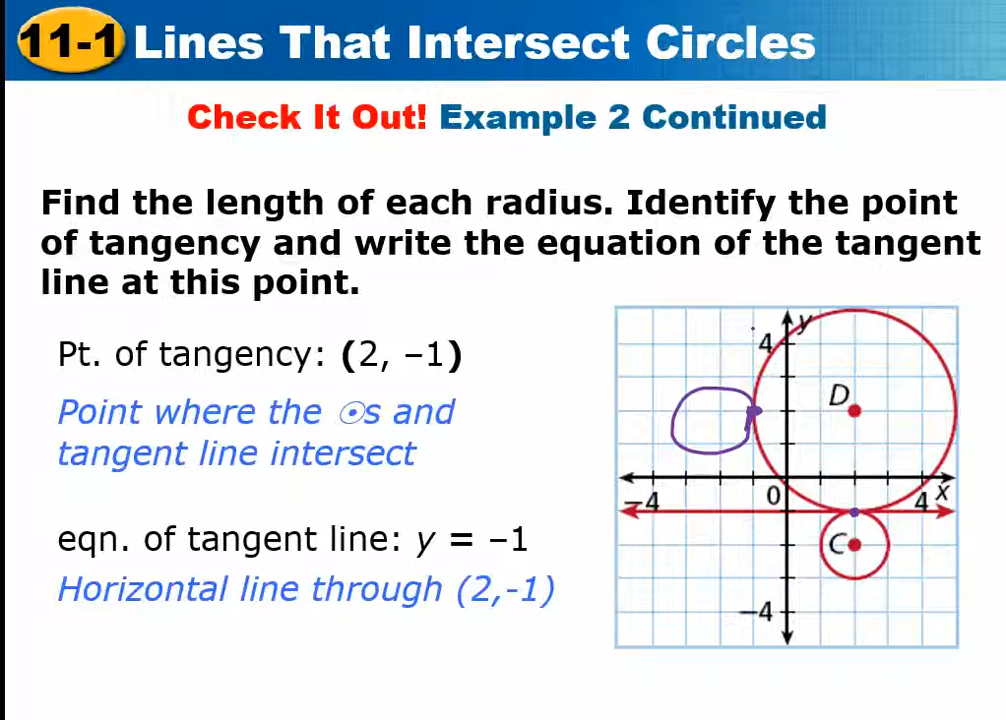 11-1 Lines That Intersect Circles
Check It Out! Example 2 Continued
Find the length of each radius. Identify the point
of tangency and write the equation of the tangent
line at this point.
Pt. of tangency: (2, –1)
Point where the ⊙s and
tangent line intersect
eqn. of tangent line: y = –1
Horizontal line through (2,-1)
y
4
D
–4
0
4
x
C
–4